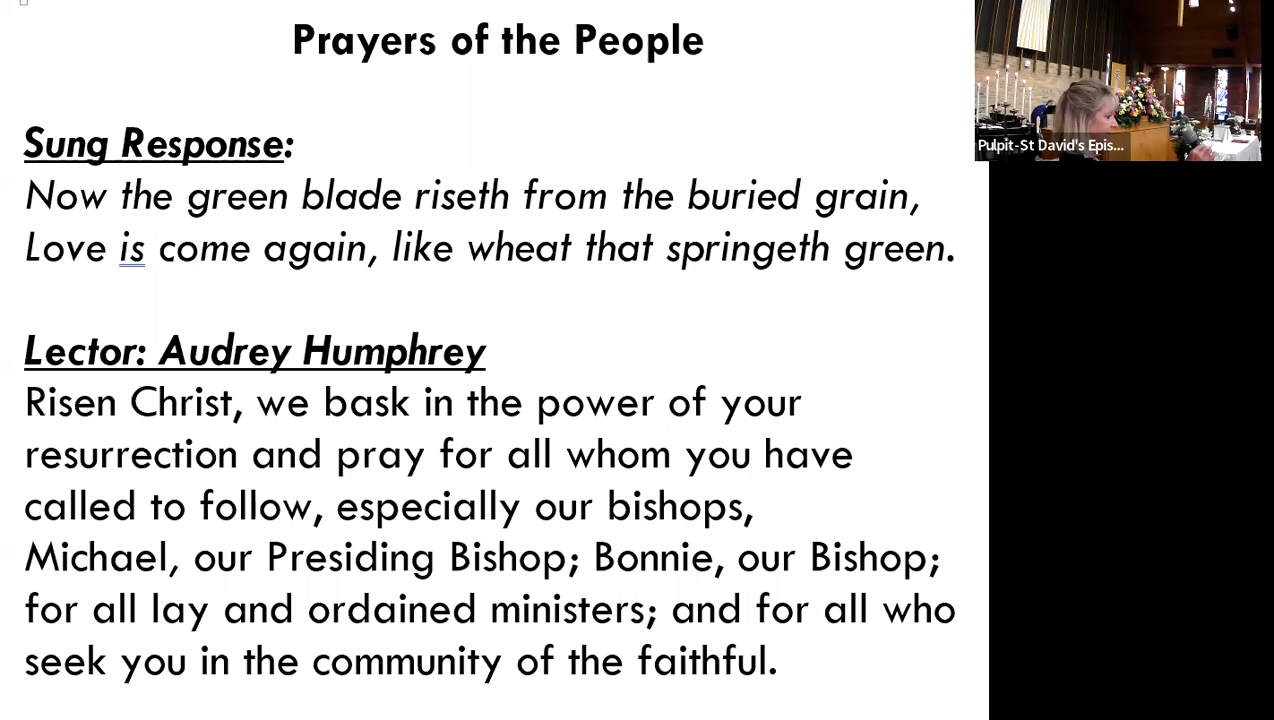 Prayers of the People
Sung Response:
Now the green blade riseth from the buried grain,
Love is come again, like wheat that springeth green.
Lector: Audrey Humphrey
Risen Christ, we bask in the power of your
resurrection and pray for all whom you have
called to follow, especially our bishops,
Michael, our Presiding Bishop; Bonnie, our Bishop;
for all lay and ordained ministers; and for all who
seek you in the community of the faithful.
Pulpit-St David's Epis...